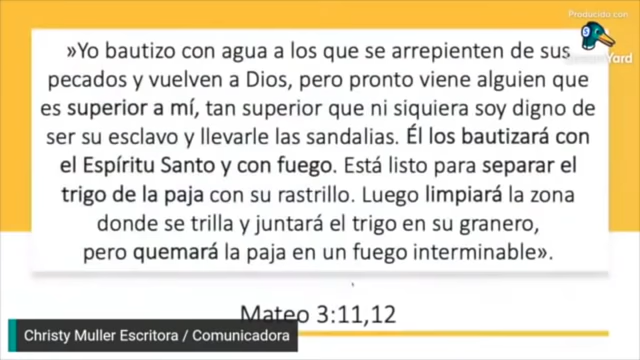 Producido con
»Yo bautizo con agua a los que se arrepienten de sus
pecados y vuelven a Dios, pero pronto viene alguien que
es superior a mí, tan superior que ni siquiera soy digno de
ser su esclavo y llevarle las sandalias. Él los bautizará con
el Espíritu Santo y con fuego. Está listo para separar el
trigo de la paja con su rastrillo. Luego limpiará la zona
donde se trilla y juntará el trigo en su granero,
pero quemará la paja en un fuego interminable».
Mateo 3:11,12
Christy Muller Escritora / Comunicadora